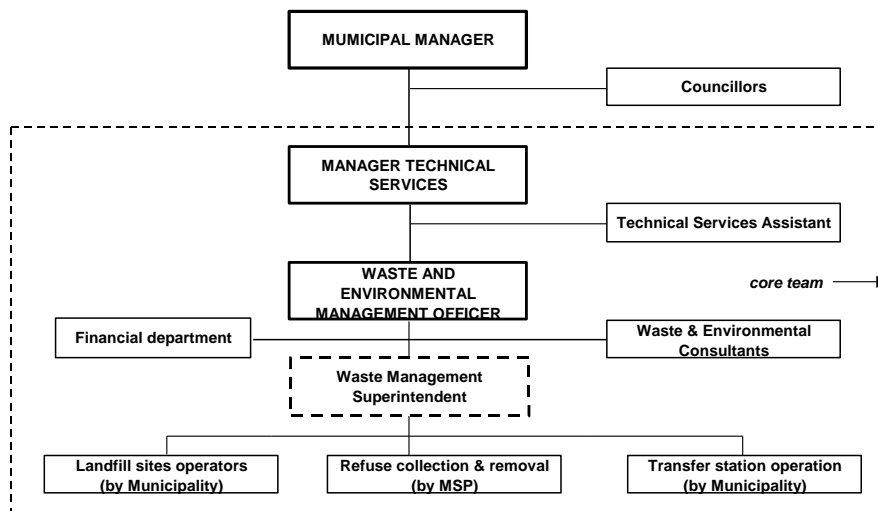 MUMICIPAL MANAGER
Councillors
MANAGER TECHNICAL
SERVICES
Technical Services Assistant
WASTE AND
ENVIRONMENTAL
MANAGEMENT OFFICER
core team
Financial department
Waste & Environmental
Consultants
Waste Management
Superintendent
Landfill sites operators
(by Municipality)
Refuse collection & removal
(by MSP)
Transfer station operation
(by Municipality)